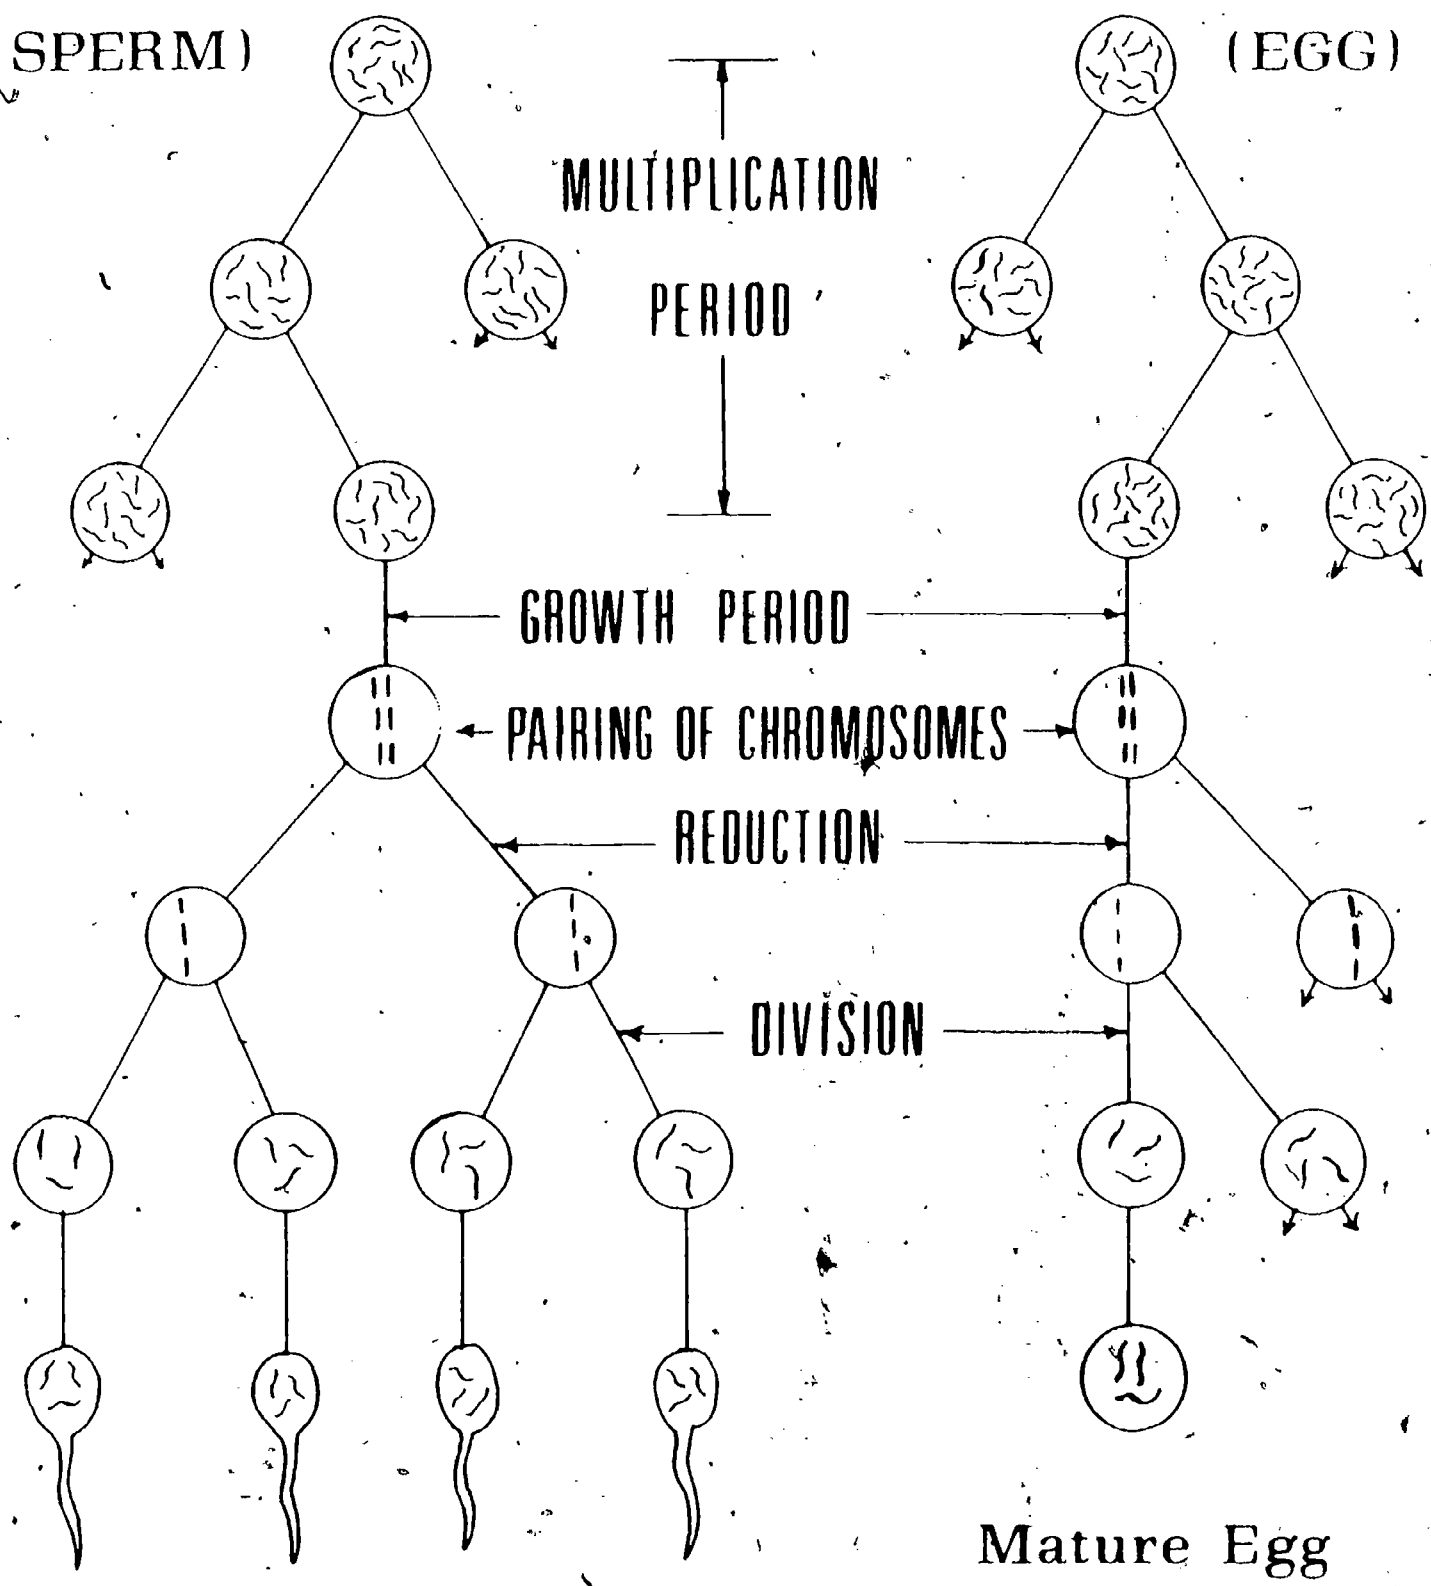 SPERM)
(EGG)
MULTIPLICATION
PERIOD
GROWTH PERIOD
PAIRING OF CHROMOSOMES
REDUCTION
DIVISION
Mature Egg